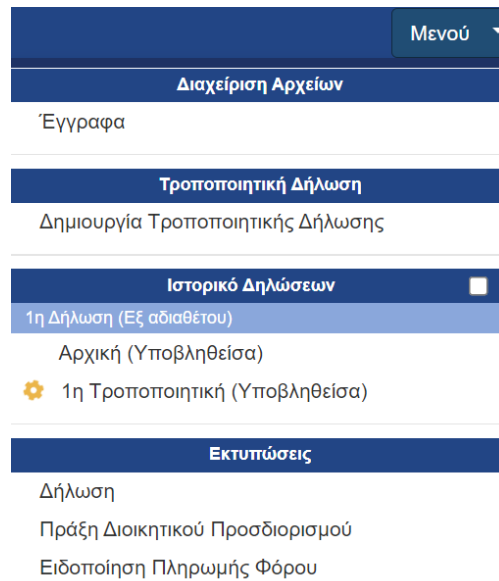 Μενού
Διαχείριση Αρχείων
Έγγραφα
Τροποποιητική Δήλωση
Δημιουργία Τροποποιητικής Δήλωσης
Ιστορικό Δηλώσεων
1η Δήλωση (Εξ αδιαθέτου)
Αρχική (Υποβληθείσα)
1η Τροποποιητική (Υποβληθείσα)
Εκτυπώσεις
Δήλωση
Πράξη Διοικητικού Προσδιορισμού
Ειδοποίηση Πληρωμής Φόρου